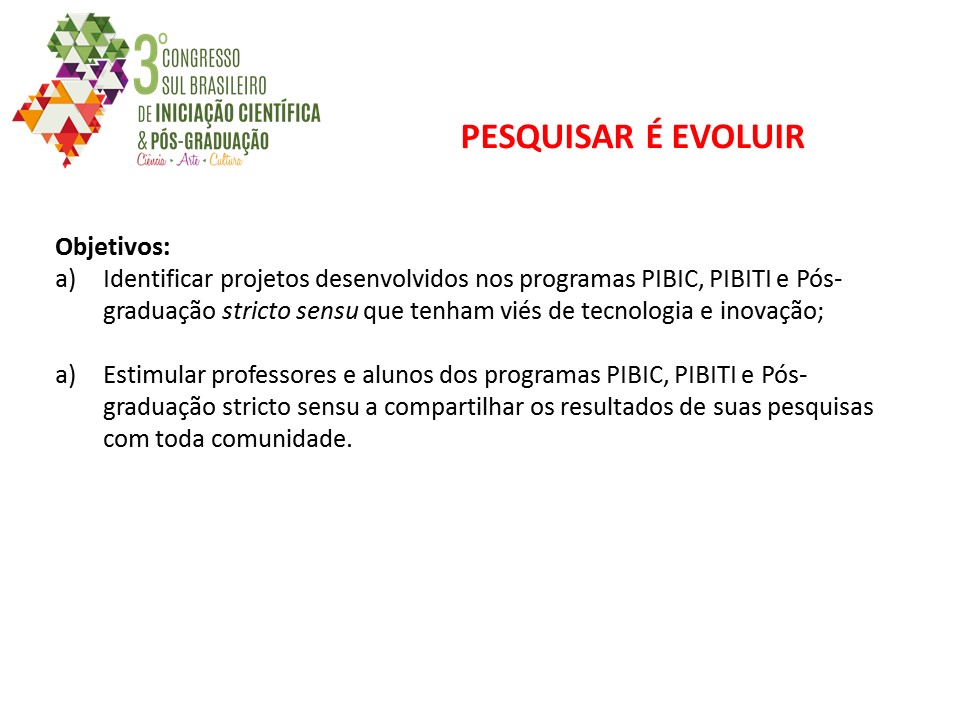 3º CONGRESSO
SUL BRASILEIRO
DE INICIAÇÃO CIENTÍFICA
& PÓS-GRADUAÇÃO
Ciência • Arte • Cultura
PESQUISAR É EVOLUIR
Objetivos:
a) Identificar projetos desenvolvidos nos programas PIBIC, PIBITI e Pós-
graduação stricto sensu que tenham viés de tecnologia e inovação;
a) Estimular professores e alunos dos programas PIBIC, PIBITI e Pós-
graduação stricto sensu a compartilhar os resultados de suas pesquisas
com toda comunidade.